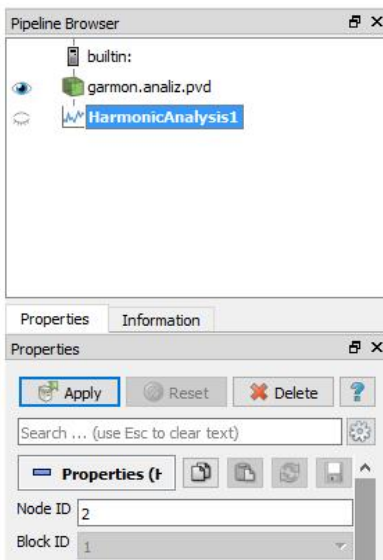 Pipeline Browser
builtin:
garmon.analiz.pvd
HarmonicAnalysis1
Properties Information
Properties
Apply Reset Delete ?
Search ... (use Esc to clear text)
Properties (H
Node ID 2
Block ID 1